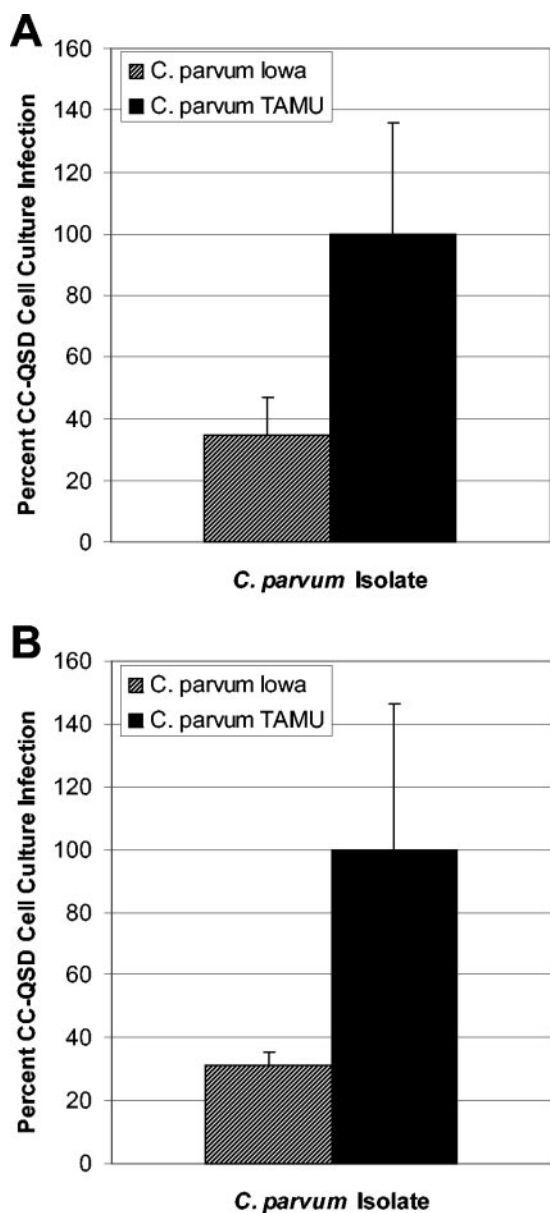 A
160
140
120
100
80
60
40
20
0
Percent CC-QSD Cell Culture Infection
C. parvum Iowa
C. parvum TAMU
C. parvum Isolate
B
160
140
120
100
80
60
40
20
0
Percent CC-QSD Cell Culture Infection
C. parvum Iowa
C. parvum TAMU
C. parvum Isolate